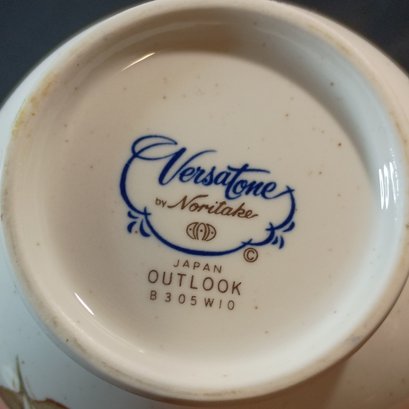 VersaTone
by Noritake
©
JAPAN
OUTLOOK
B305W10